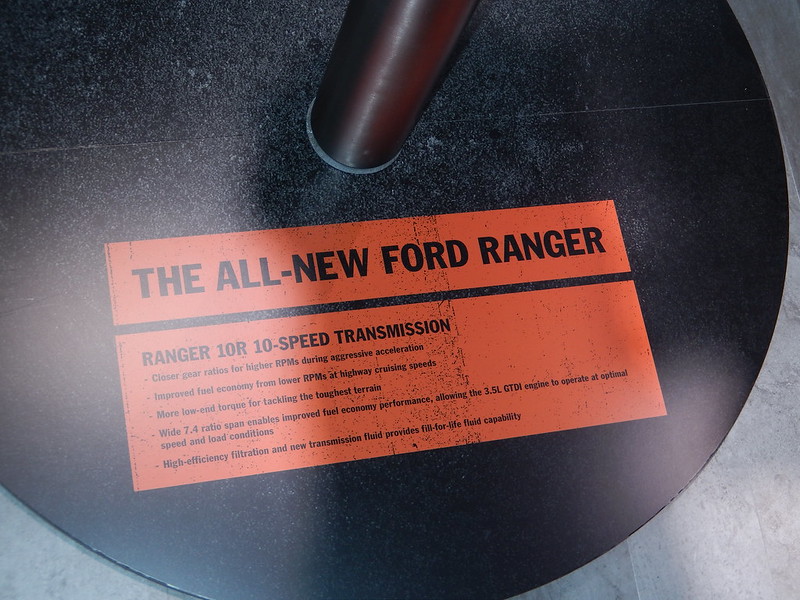 THE ALL-NEW FORD RANGER
RANGER 10R 10-SPEED TRANSMISSION
- Closer gear ratios for higher RPMs during aggressive acceleration
- Improved fuel economy from lower RPMs at highway cruising speeds
- More low-end torque for tackling the toughest terrain
- Wide 7.4 ratio span enables improved fuel economy performance, allowing the 3.5L GTDI engine to operate at optimal
speed and load conditions
- High-efficiency filtration and new transmission fluid provides fill-for-life fluid capability